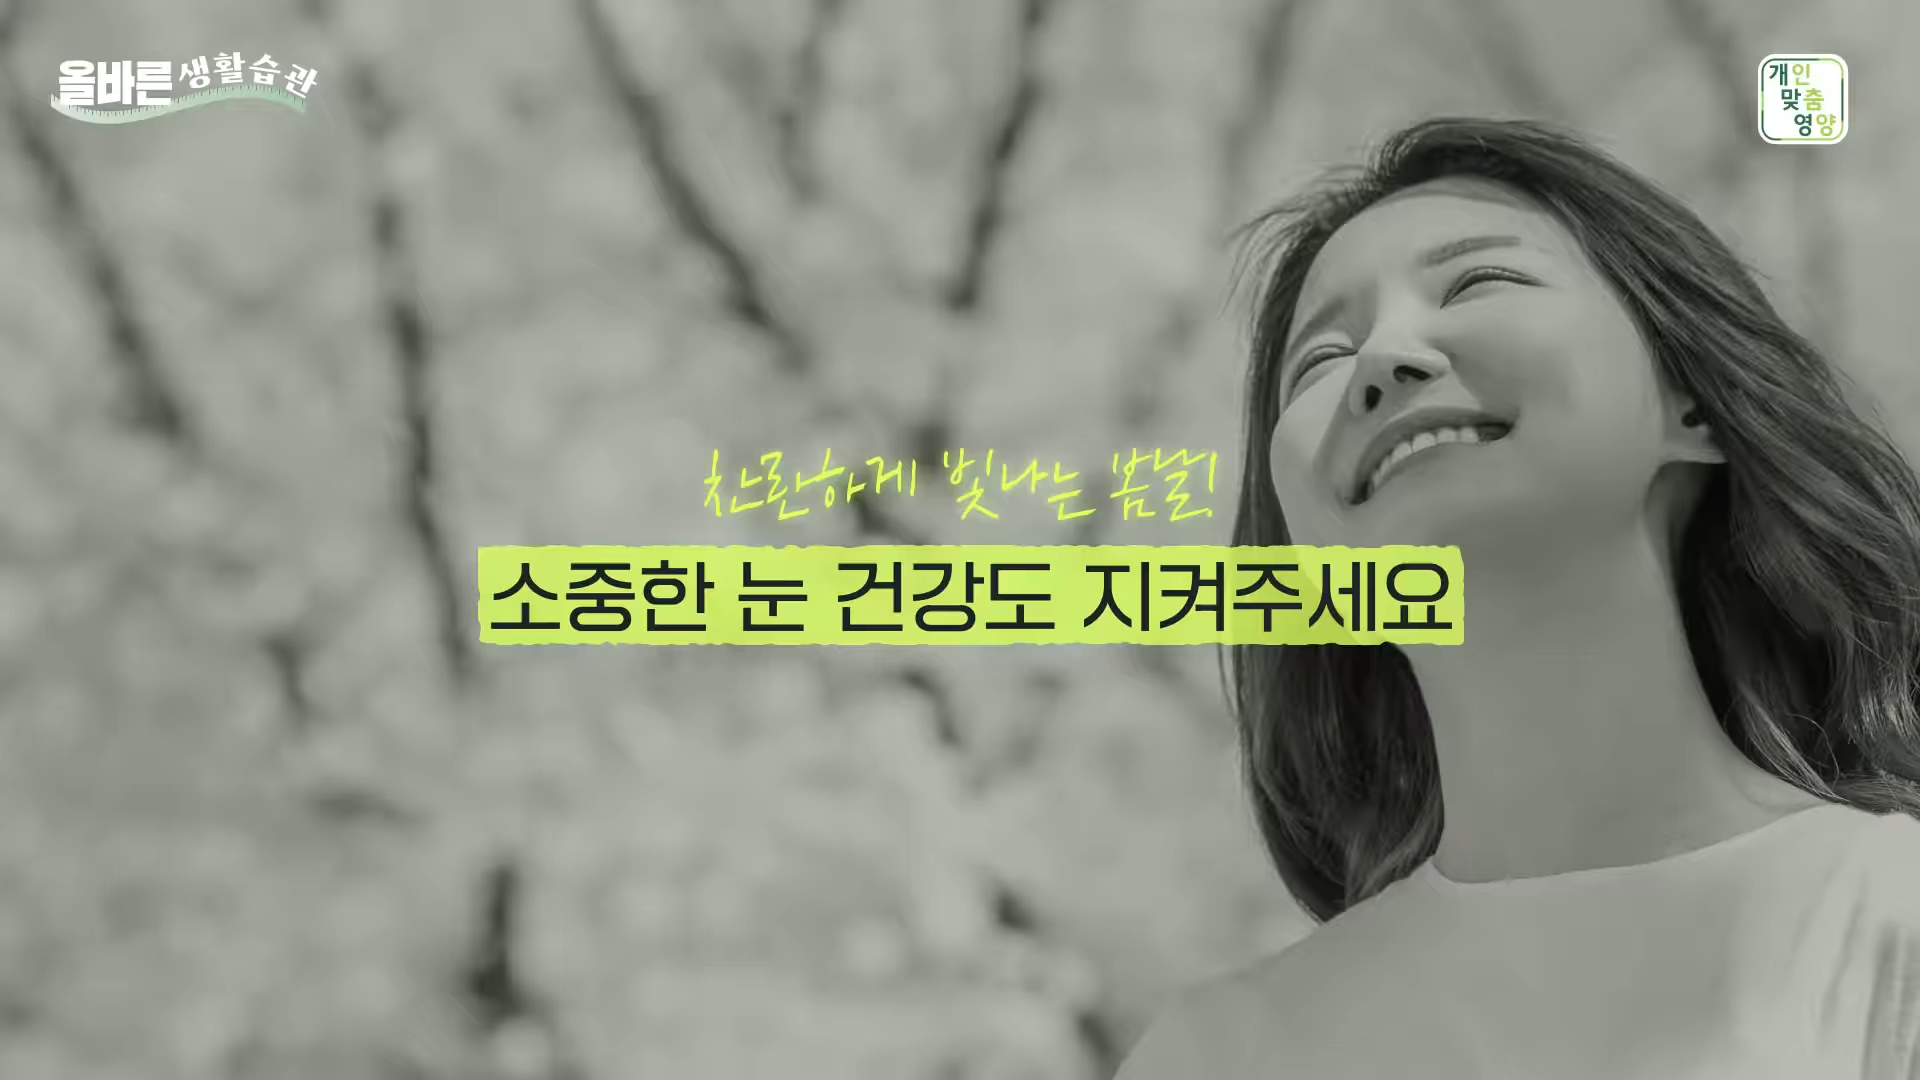 올바른 생활습관
개인
맞춤
영양
찬란하게 빛나는 봄날!
소중한 눈 건강도 지켜주세요